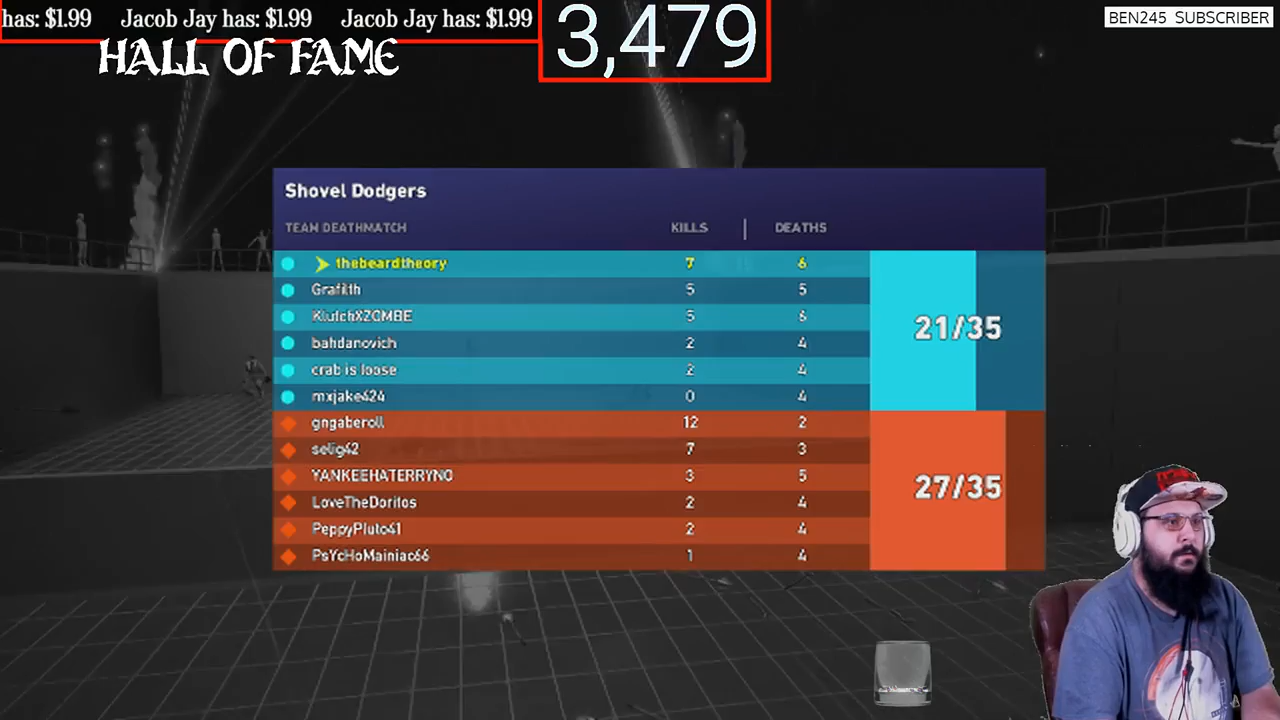 has: $1.99 Jacob Jay has: $1.99 Jacob Jay has: $1.99
3,479
BEN245 SUBSCRIBER
HALL OF FAME
Shovel Dodgers
TEAM DEATHMATCH KILLS | DEATHS
thebeardtheory 7 6
Grafilth 5 5
KlutchXZOMBE 5 6
bahdanovich 2 4
crab is loose 2 4
mxjake424 0 4
21/35
gngaberoll 12 2
selig42 7 3
YANKEEHATERRYNO 3 5
LoveTheDoritos 2 4
PeppyPluto41 2 4
PsYcHoMainiac66 1 4
27/35